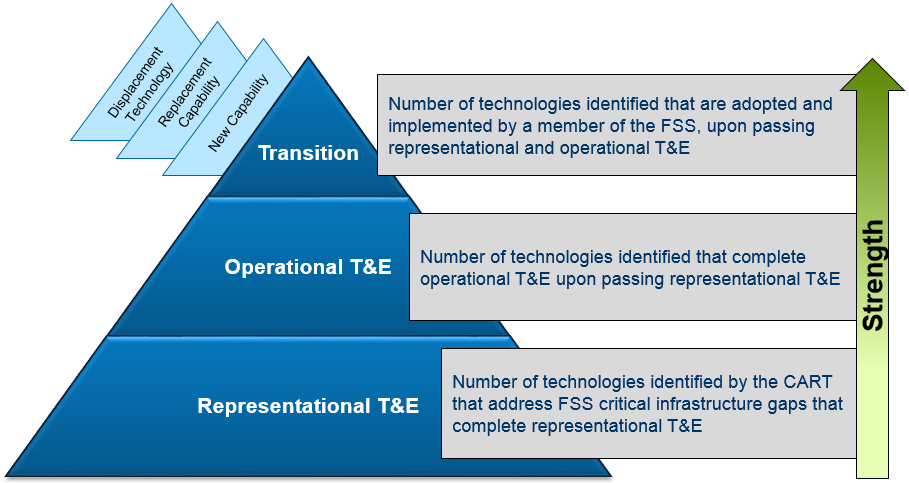 Displacement
Technology
Replacement
Capability
New Capability
Transition
Number of technologies identified that are adopted and
implemented by a member of the FSS, upon passing
representational and operational T&E
Operational T&E
Number of technologies identified that complete
operational T&E upon passing representational T&E
Representational T&E
Number of technologies identified by the CART
that address FSS critical infrastructure gaps that
complete representational T&E
Strength